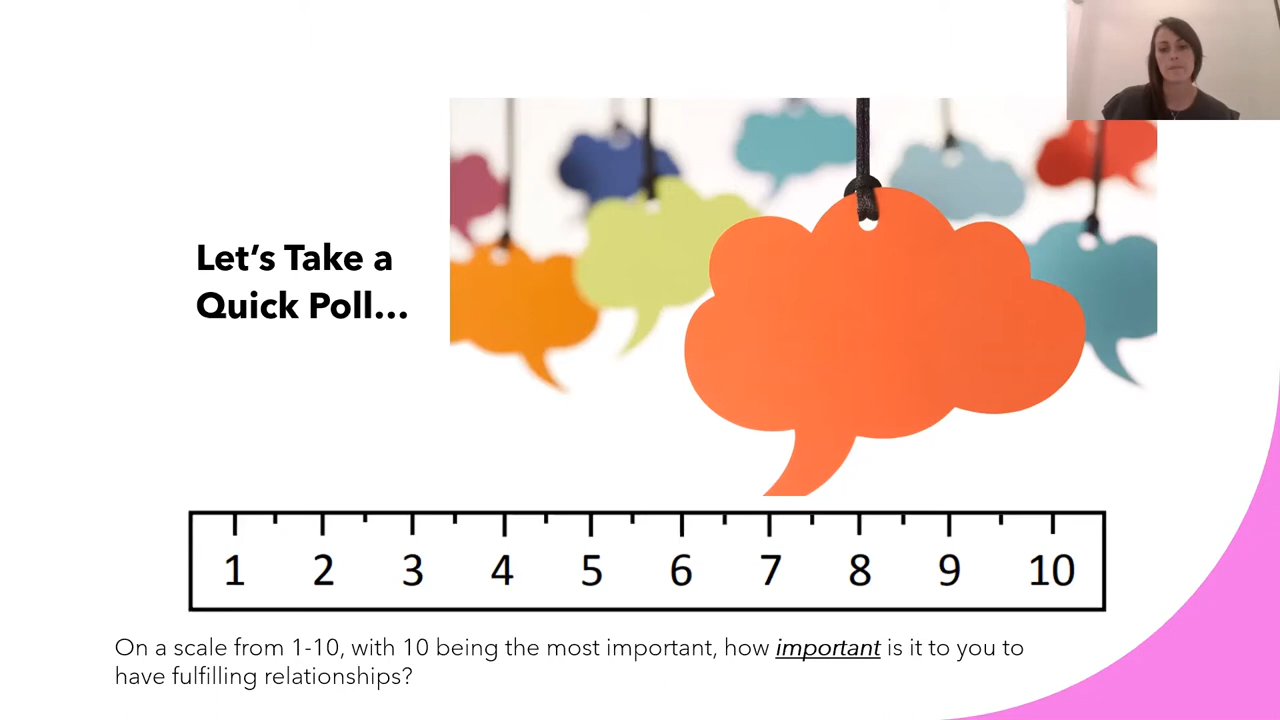 Let’s Take a
Quick Poll...
1 2 3 4 5 6 7 8 9 10
On a scale from 1-10, with 10 being the most important, how important is it to you to
have fulfilling relationships?